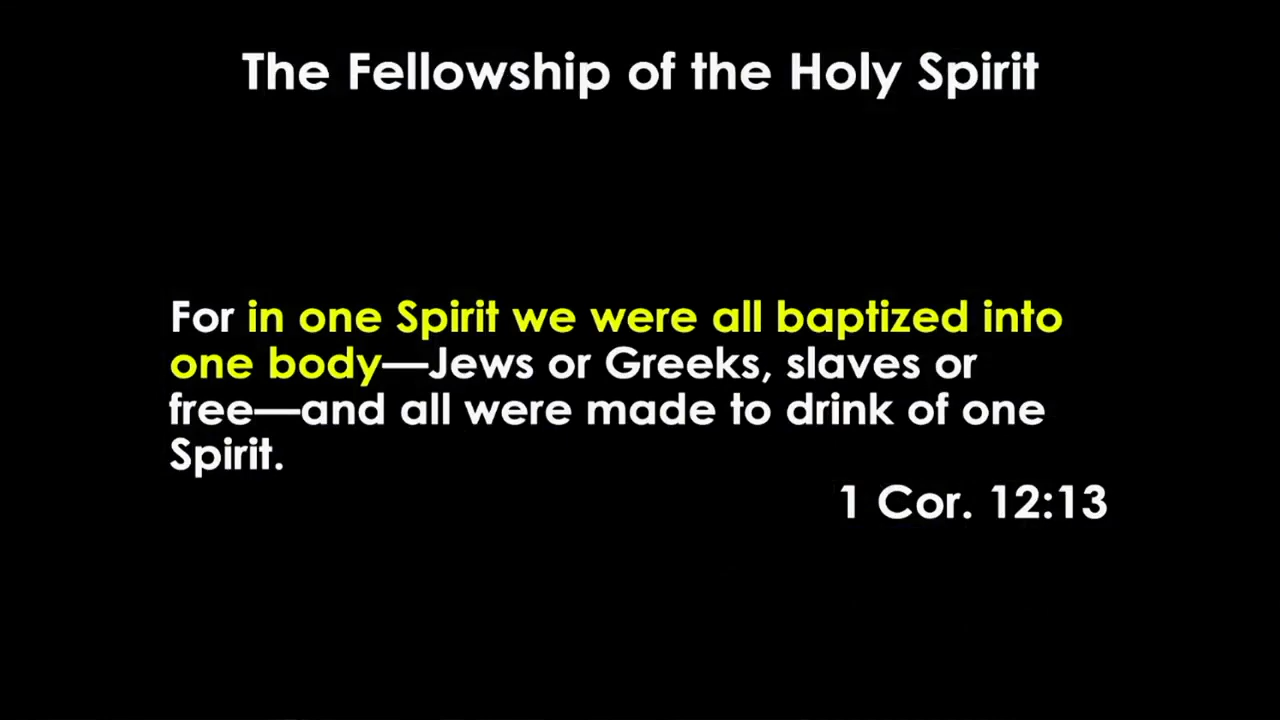 The Fellowship of the Holy Spirit
For in one Spirit we were all baptized into
one body—Jews or Greeks, slaves or
free—and all were made to drink of one
Spirit.
1 Cor. 12:13